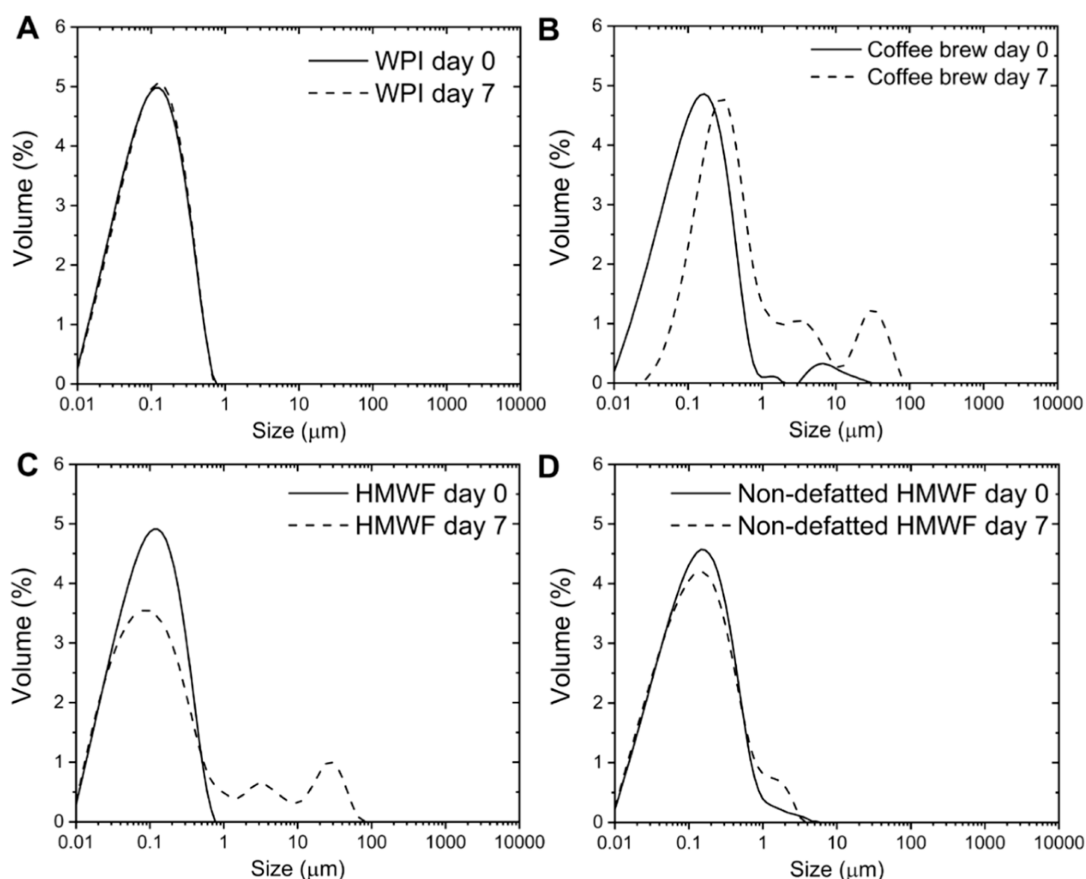 A
WPI day 0
WPI day 7
Volume (%)
6
5
4
3
2
1
0
0.01 0.1 1 10 100 1000 10000
Size (μm)
B
Coffee brew day 0
Coffee brew day 7
Volume (%)
6
5
4
3
2
1
0
0.01 0.1 1 10 100 1000 10000
Size (μm)
C
HMWF day 0
HMWF day 7
Volume (%)
6
5
4
3
2
1
0
0.01 0.1 1 10 100 1000 10000
Size (μm)
D
Non-defatted HMWF day 0
Non-defatted HMWF day 7
Volume (%)
6
5
4
3
2
1
0
0.01 0.1 1 10 100 1000 10000
Size (μm)